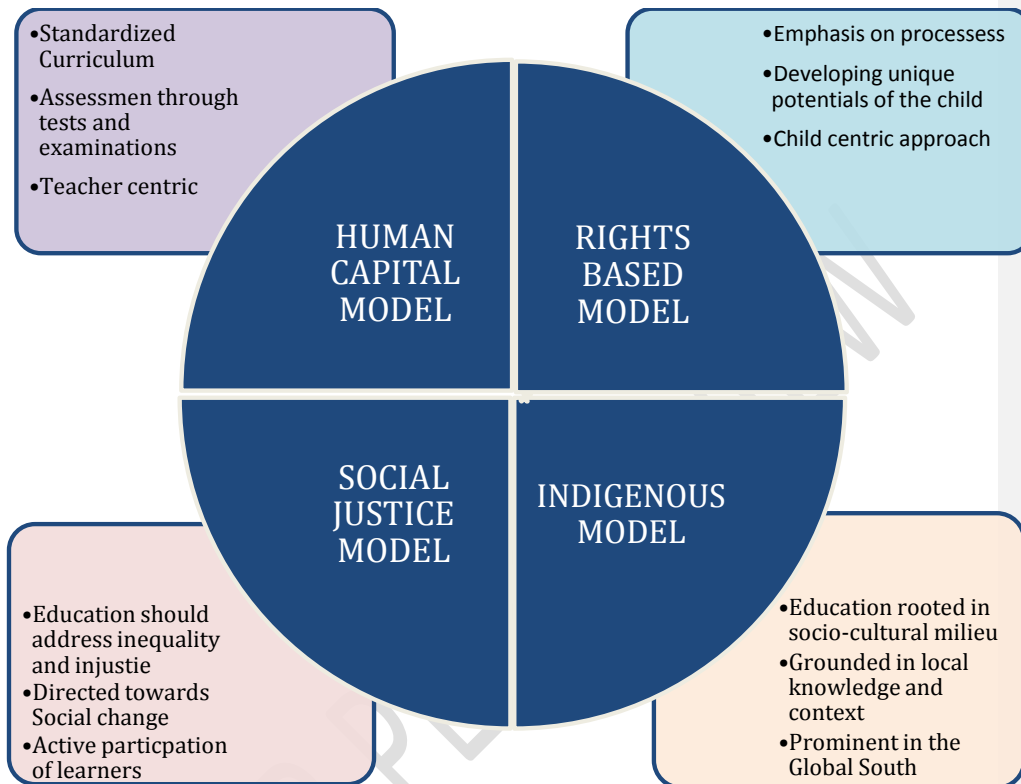 •Standardized
Curriculum
•Assessmen through
tests and
examinations
•Teacher centric
•Emphasis on processess
•Developing unique
potentials of the child
•Child centric approach
HUMAN
CAPITAL
MODEL
RIGHTS
BASED
MODEL
SOCIAL
JUSTICE
MODEL
INDIGENOUS
MODEL
•Education should
address inequality
and injustie
•Directed towards
Social change
•Active particpation
of learners
•Education rooted in
socio-cultural milieu
•Grounded in local
knowledge and
context
•Prominent in the
Global South